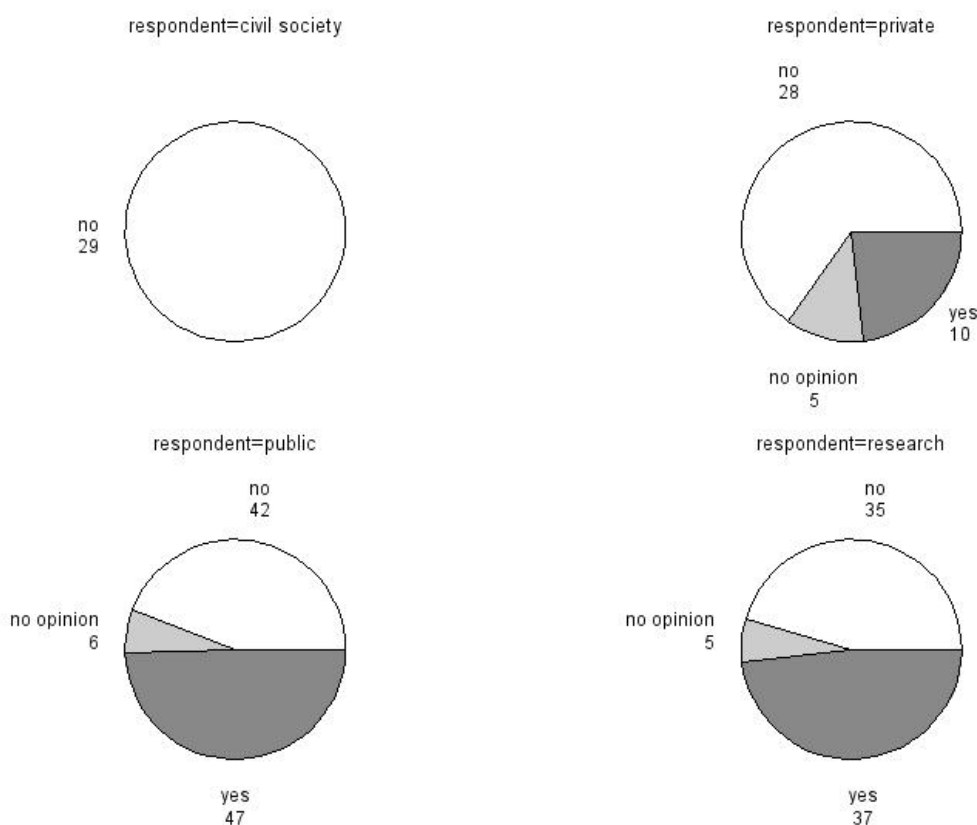 respondent=civil society
no
29
respondent=private
no
28
yes
10
no opinion
5
respondent=public
no
42
no opinion
6
yes
47
respondent=research
no
35
no opinion
5
yes
37